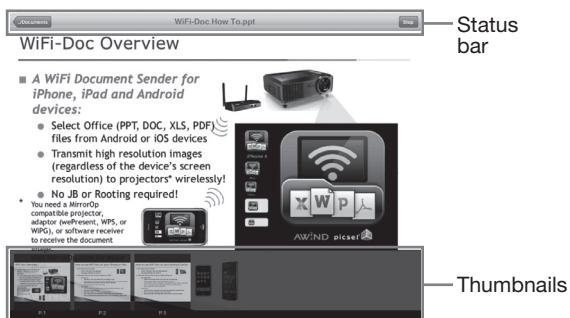 ./Documents
WiFi-Doc How To.ppt
Stop
Status
bar
WiFi-Doc Overview
A WiFi Document Sender for
iPhone, iPad and Android
devices:
Select Office (PPT, DOC, XLS, PDF)
files from Android or iOS devices
Transmit high resolution images
(regardless of the device's screen
resolution) to projectors* wirelessly!
No JB or Rooting required!
* You need a MirrorOp
compatible projector,
adaptor (wePresent, WPS, or
WiPG), or software receiver
to receive the document
image.
X W P
AWiND picsel
Thumbnails
P.1 P.2 P.3